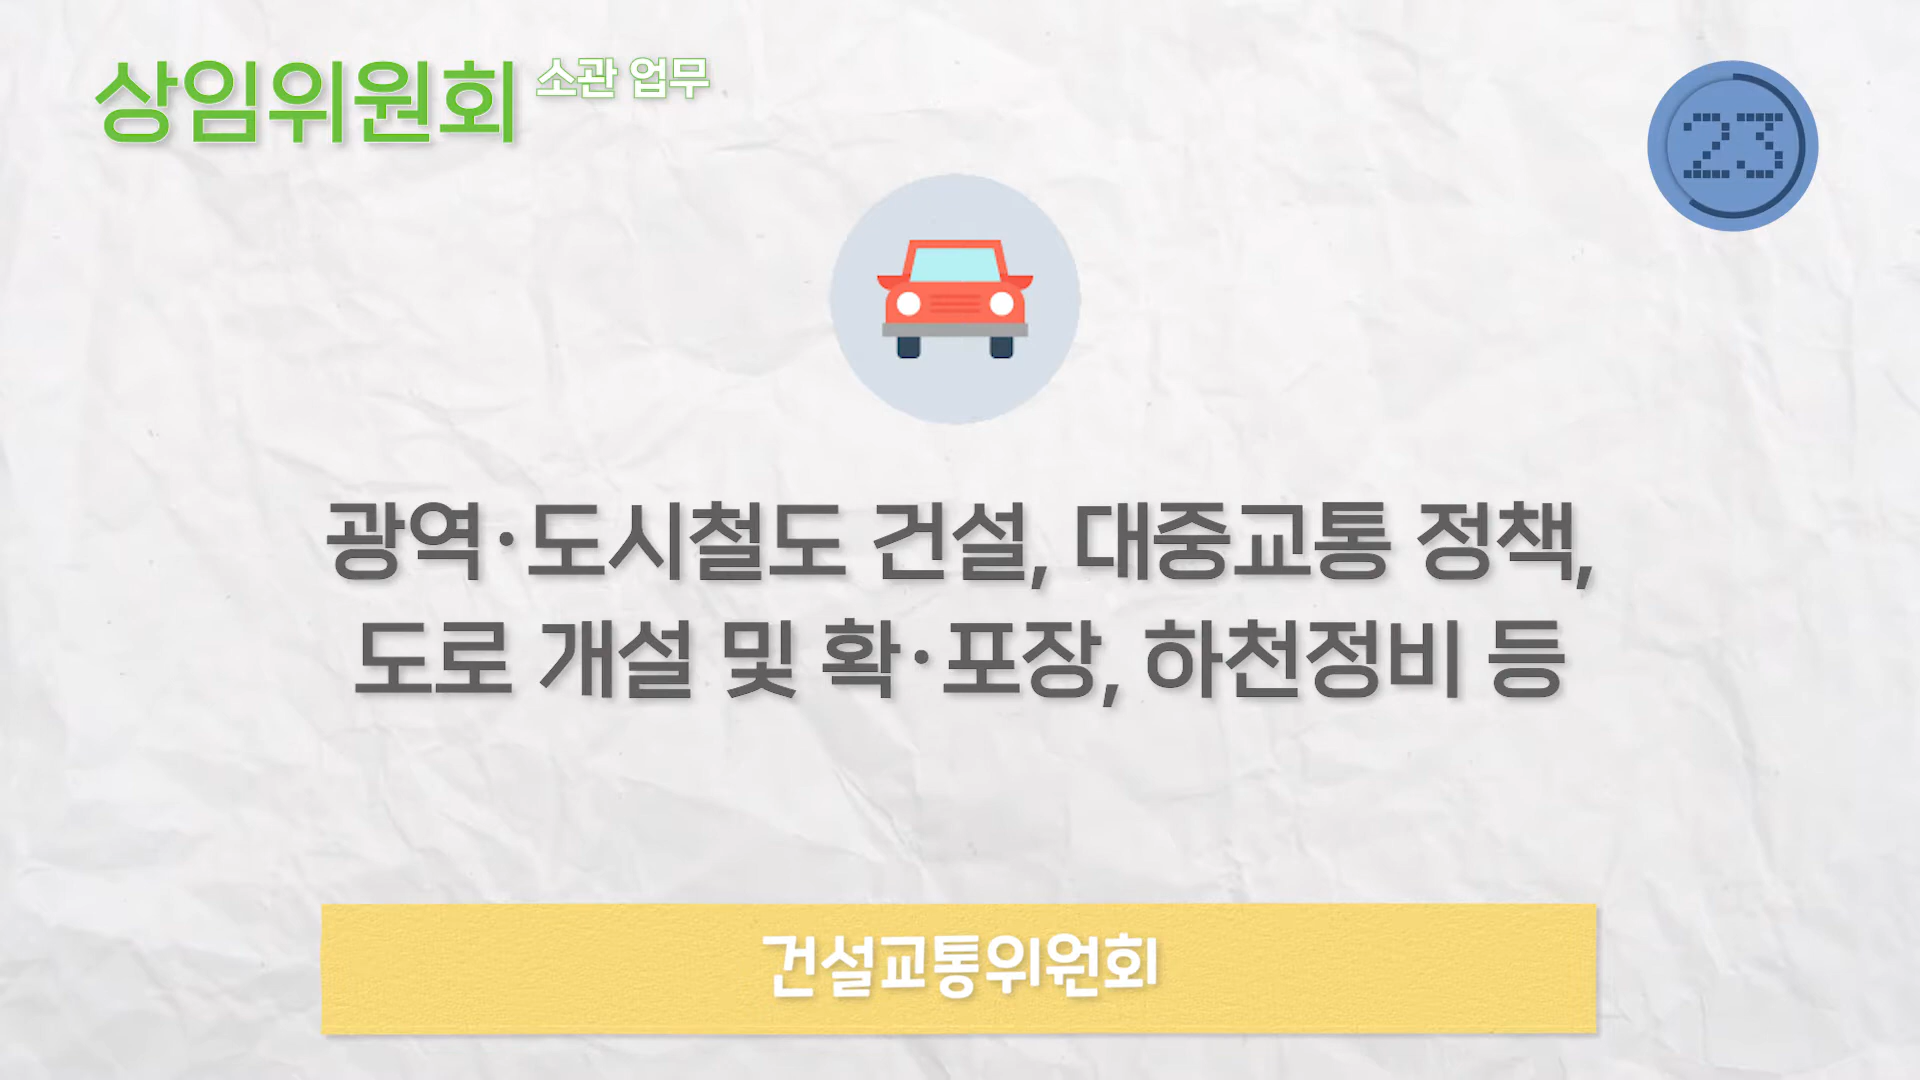 상임위원회 소관 업무
23
광역·도시철도 건설, 대중교통 정책,
도로 개설 및 확·포장, 하천정비 등
건설교통위원회